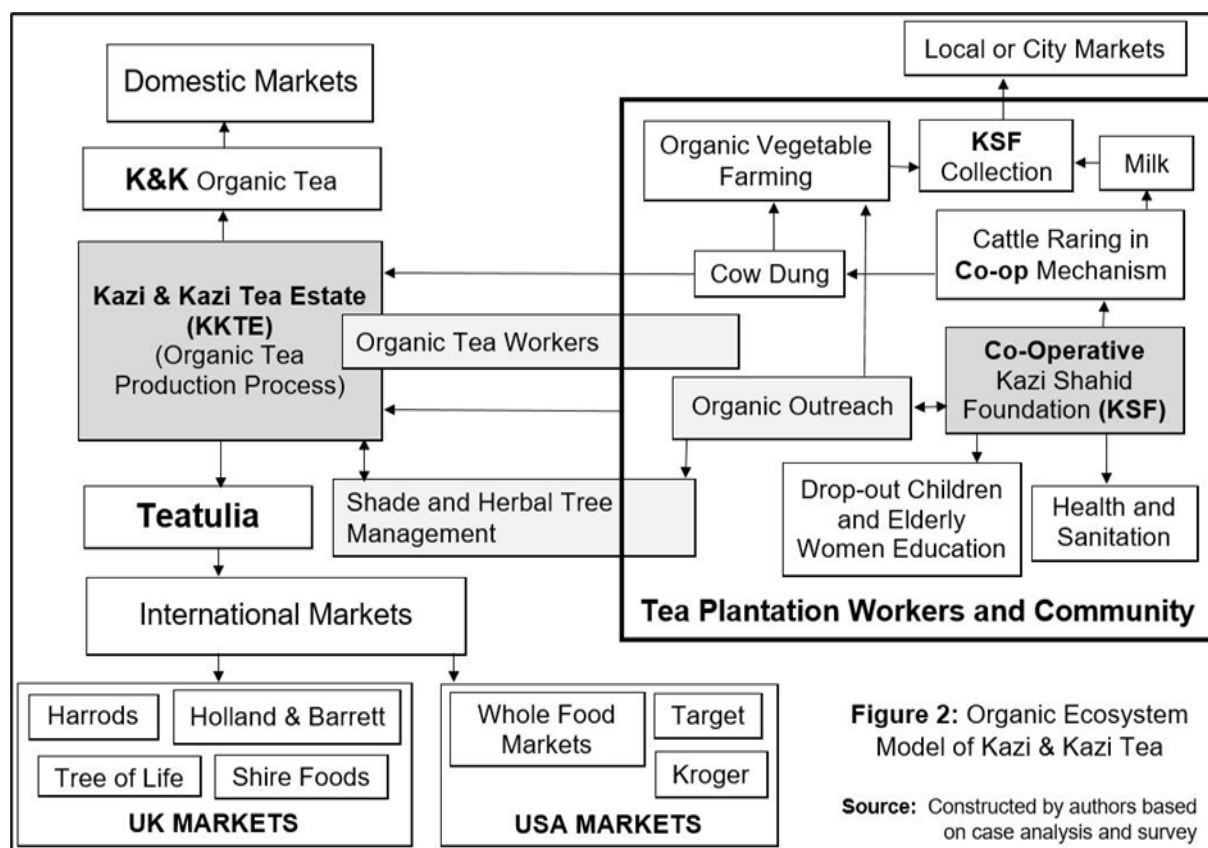 Domestic Markets
K&K Organic Tea
Kazi & Kazi Tea Estate
(KKTE)
(Organic Tea
Production Process)
Teatulia
International Markets
Harrods
Holland & Barrett
Tree of Life
Shire Foods
UK MARKETS
Whole Food
Markets
Target
Kroger
USA MARKETS
Organic Tea Workers
Shade and Herbal Tree
Management
Local or City Markets
Organic Vegetable
Farming
KSF
Collection
Milk
Cow Dung
Cattle Raring in
Co-op Mechanism
Organic Outreach
Co-Operative
Kazi Shahid
Foundation (KSF)
Drop-out Children
and Elderly
Women Education
Health and
Sanitation
Tea Plantation Workers and Community
Figure 2: Organic Ecosystem
Model of Kazi & Kazi Tea
Source: Constructed by authors based
on case analysis and survey